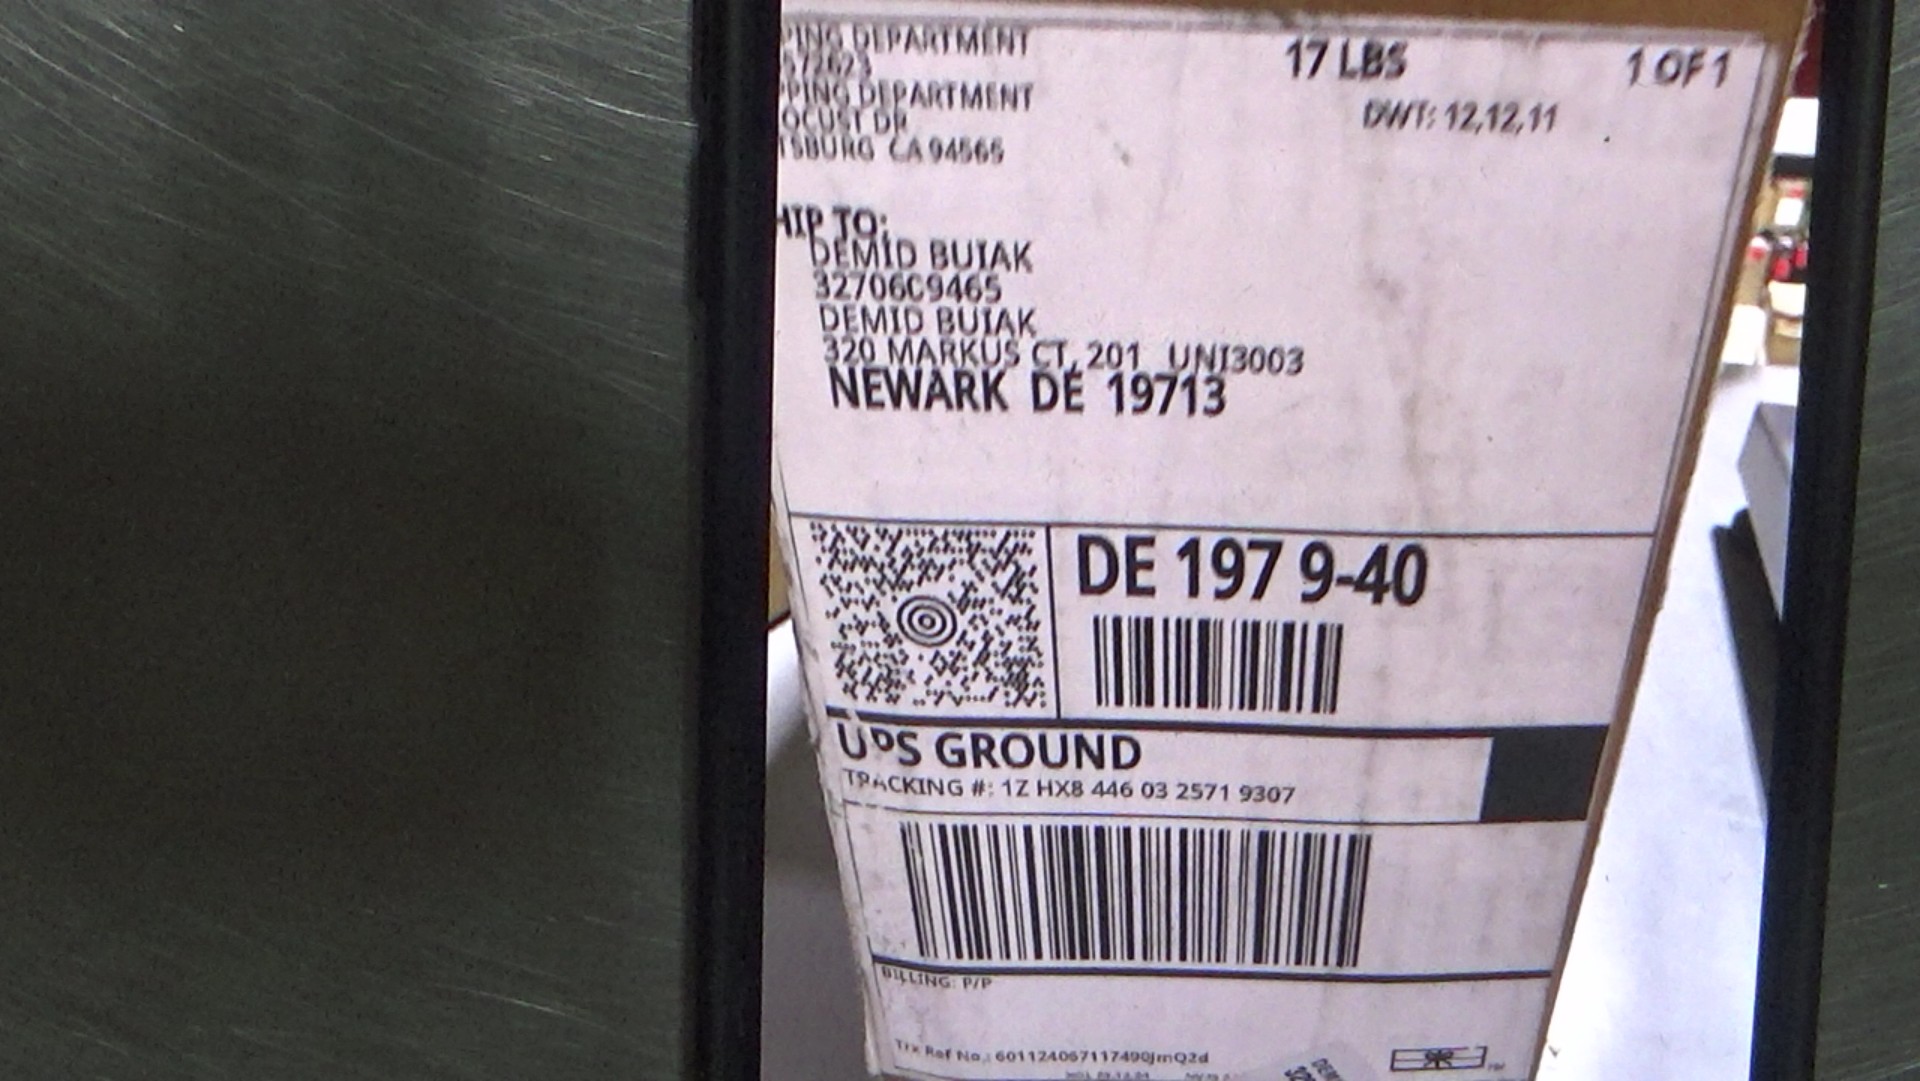 PING DEPARTMENT
17 LBS
1 OF 1
DWT: 12,12,11
PPING DEPARTMENT
OCUST DR
TSBURG CA 94565
HIP TO:
DEMID BUIAK
32706C9465
DEMID BUIAK
320 MARKUS CT, 201 UNI3003
NEWARK DE 19713
DE 197 9-40
UPS GROUND
TRACKING #: 1Z HX8 446 03 2571 9307
BILLING: P/P
Trx Ref No.: 601124067117490JmQ2d